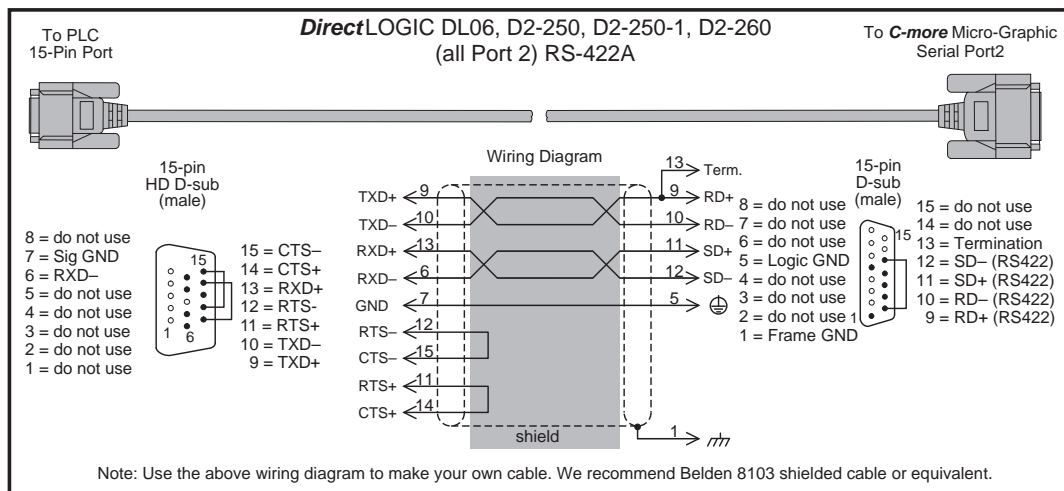 DirectLOGIC DL06, D2-250, D2-250-1, D2-260
(all Port 2) RS-422A
To PLC
15-Pin Port
To C-more Micro-Graphic
Serial Port2
Wiring Diagram
15-pin
HD D-sub
(male)
8 = do not use
7 = Sig GND
6 = RXD–
5 = do not use
4 = do not use
3 = do not use
2 = do not use
1 = do not use
15
1
6
15 = CTS–
14 = CTS+
13 = RXD+
12 = RTS-
11 = RTS+
10 = TXD–
9 = TXD+
13 Term.
TXD+ 9 9 RD+
TXD– 10 10 RD–
RXD+ 13 11 SD+
RXD– 6 12 SD–
GND 7 5
RTS– 12
CTS– 15
RTS+ 11
CTS+ 14
shield 1
8 = do not use
7 = do not use
6 = do not use
5 = Logic GND
4 = do not use
3 = do not use
2 = do not use
1 = Frame GND
15-pin
D-sub
(male)
15
1
15 = do not use
14 = do not use
13 = Termination
12 = SD– (RS422)
11 = SD+ (RS422)
10 = RD– (RS422)
9 = RD+ (RS422)
Note: Use the above wiring diagram to make your own cable. We recommend Belden 8103 shielded cable or equivalent.